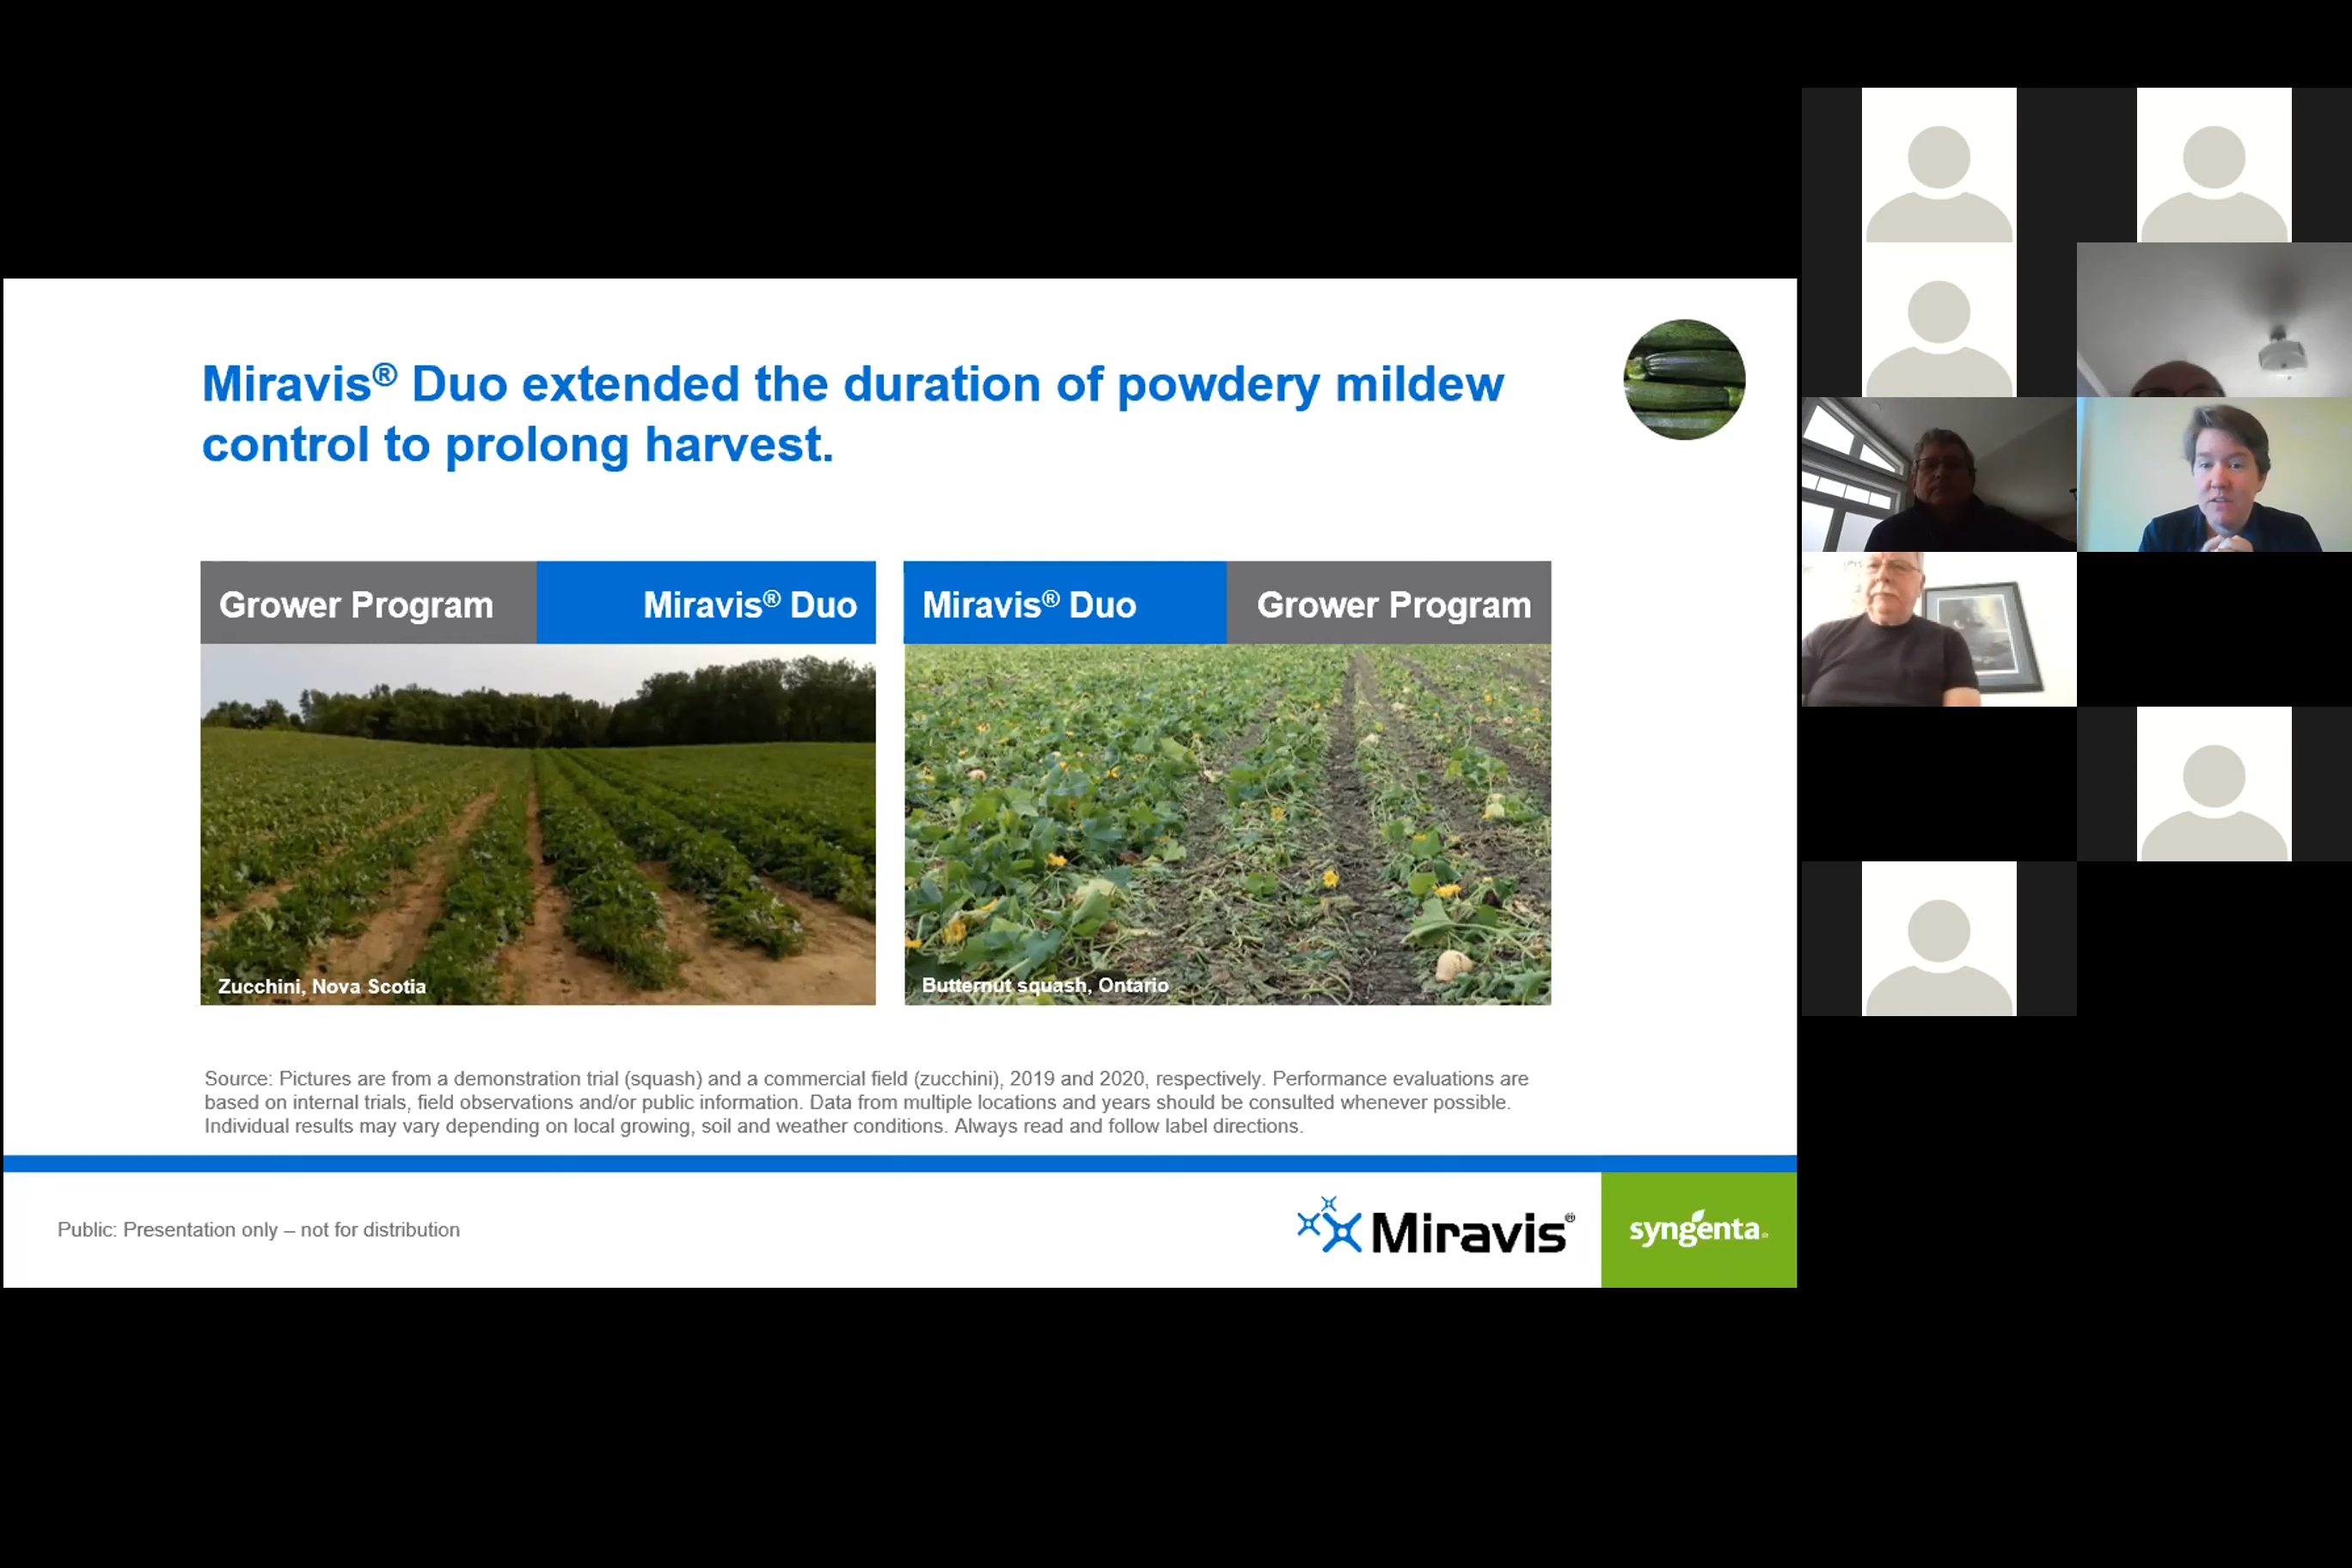 Miravis® Duo extended the duration of powdery mildew
control to prolong harvest.
Grower Program
Miravis® Duo
Miravis® Duo
Grower Program
Zucchini, Nova Scotia
Butternut squash, Ontario
Source: Pictures are from a demonstration trial (squash) and a commercial field (zucchini), 2019 and 2020, respectively. Performance evaluations are
based on internal trials, field observations and/or public information. Data from multiple locations and years should be consulted whenever possible.
Individual results may vary depending on local growing, soil and weather conditions. Always read and follow label directions.
Public: Presentation only – not for distribution
Miravis®
syngenta®